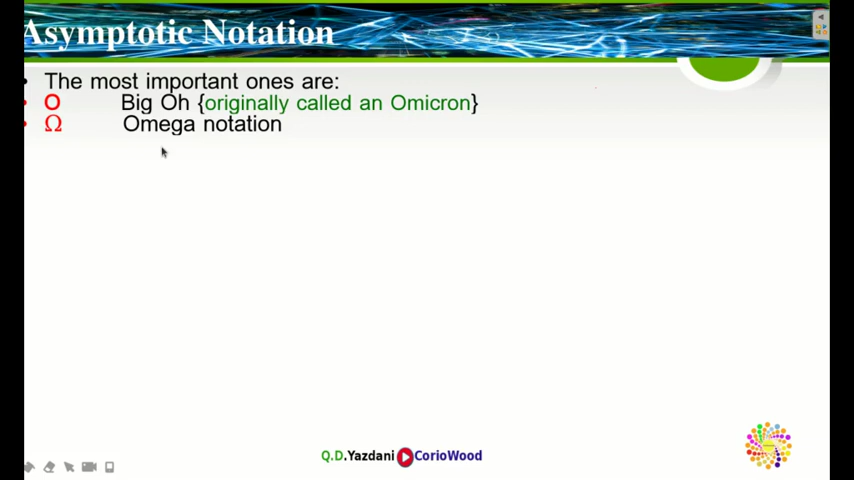 Asymptotic Notation
• The most important ones are:
• O Big Oh {originally called an Omicron}
• Ω Omega notation
Q.D.Yazdani CorioWood